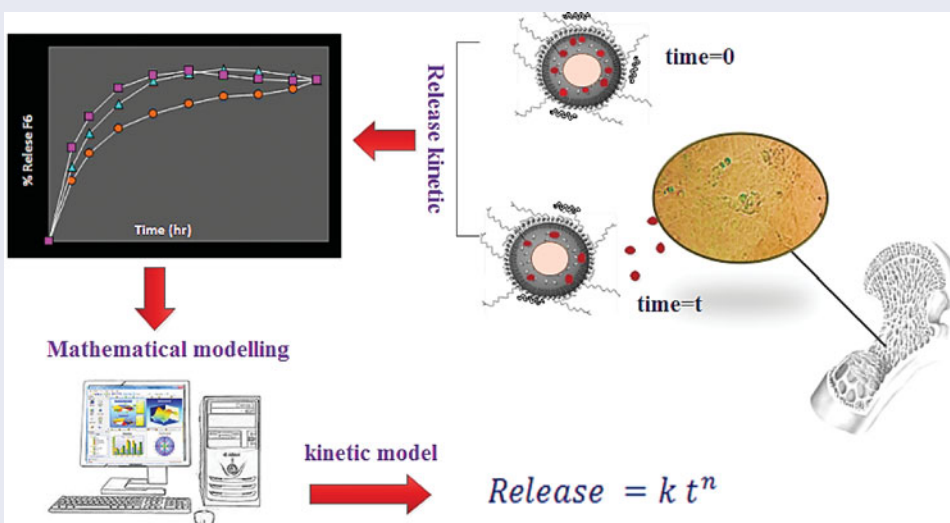 time=0
Release kinetic
% Relese F6
Time (hr)
time=t
Mathematical modelling
kinetic model
Release = k t^n